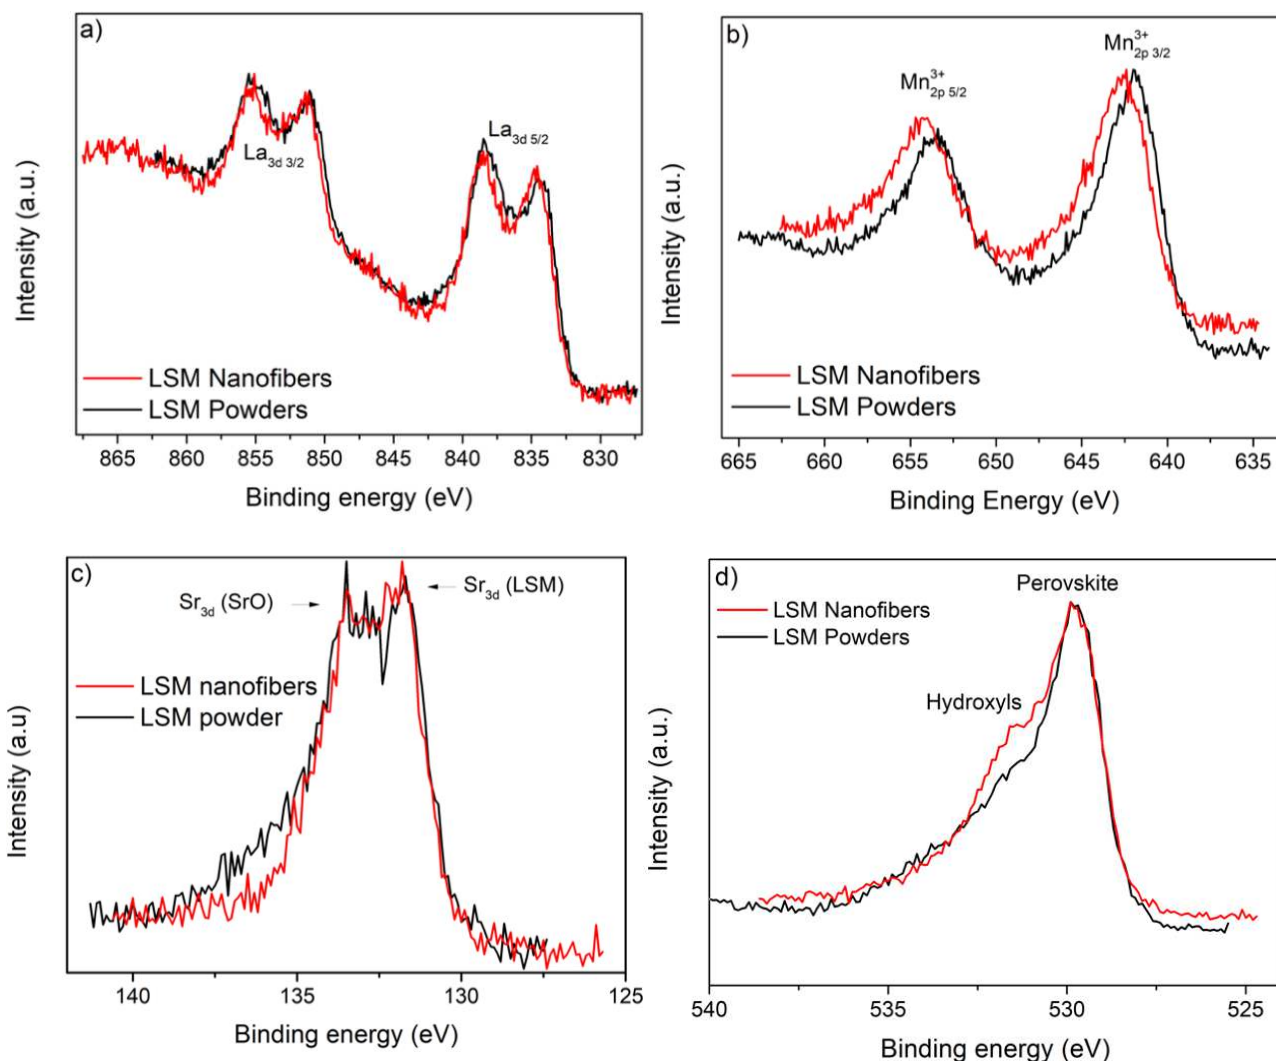 a)
La3d 3/2
La3d 5/2
LSM Nanofibers
LSM Powders
865 860 855 850 845 840 835 830
Binding energy (eV)
Intensity (a.u.)
b)
Mn3+2p 5/2
Mn3+2p 3/2
LSM Nanofibers
LSM Powders
665 660 655 650 645 640 635
Binding Energy (eV)
Intensity (a.u.)
c)
Sr3d (SrO)
Sr3d (LSM)
LSM nanofibers
LSM powder
140 135 130 125
Binding energy (eV)
Intensity (a.u)
d)
Perovskite
LSM Nanofibers
LSM Powders
Hydroxyls
540 535 530 525
Binding energy (eV)
Intensity (a.u.)